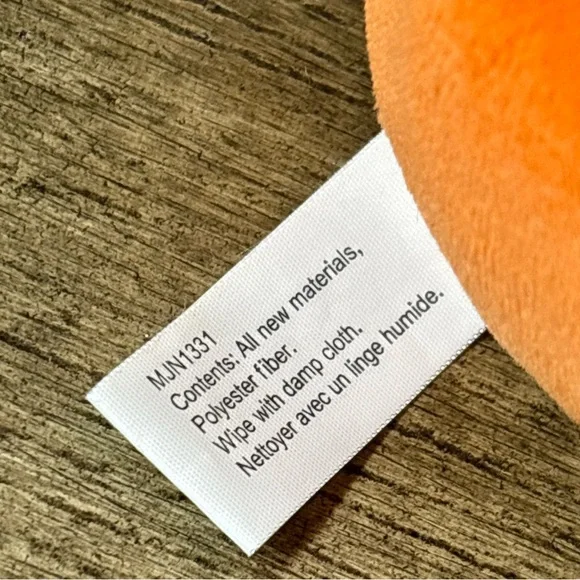 MJN1331
Contents: All new materials,
Polyester fiber.
Wipe with damp cloth.
Nettoyer avec un linge humide.